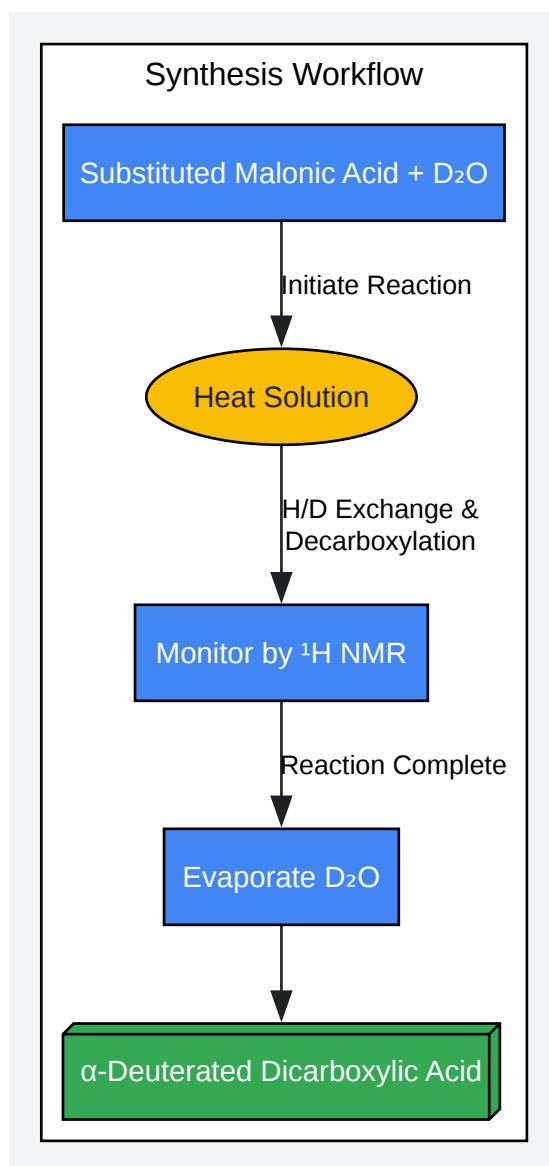 Synthesis Workflow
Substituted Malonic Acid + D₂O
Initiate Reaction
Heat Solution
H/D Exchange &
Decarboxylation
Monitor by ¹H NMR
Reaction Complete
Evaporate D₂O
α-Deuterated Dicarboxylic Acid